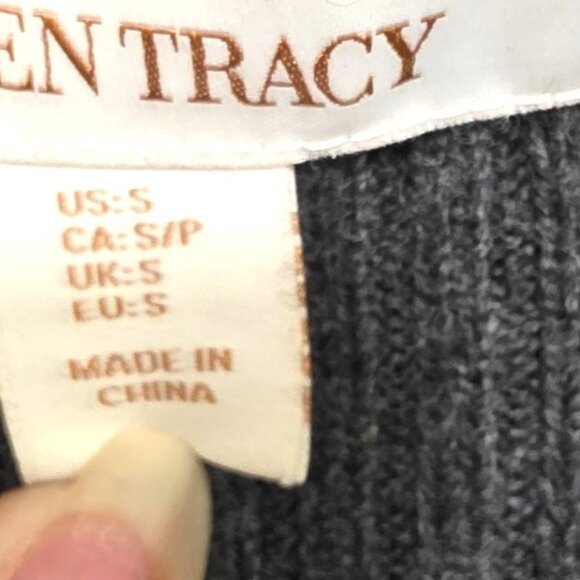 EN TRACY
US:S
CA:S/P
UK:S
EU:S
MADE IN
CHINA